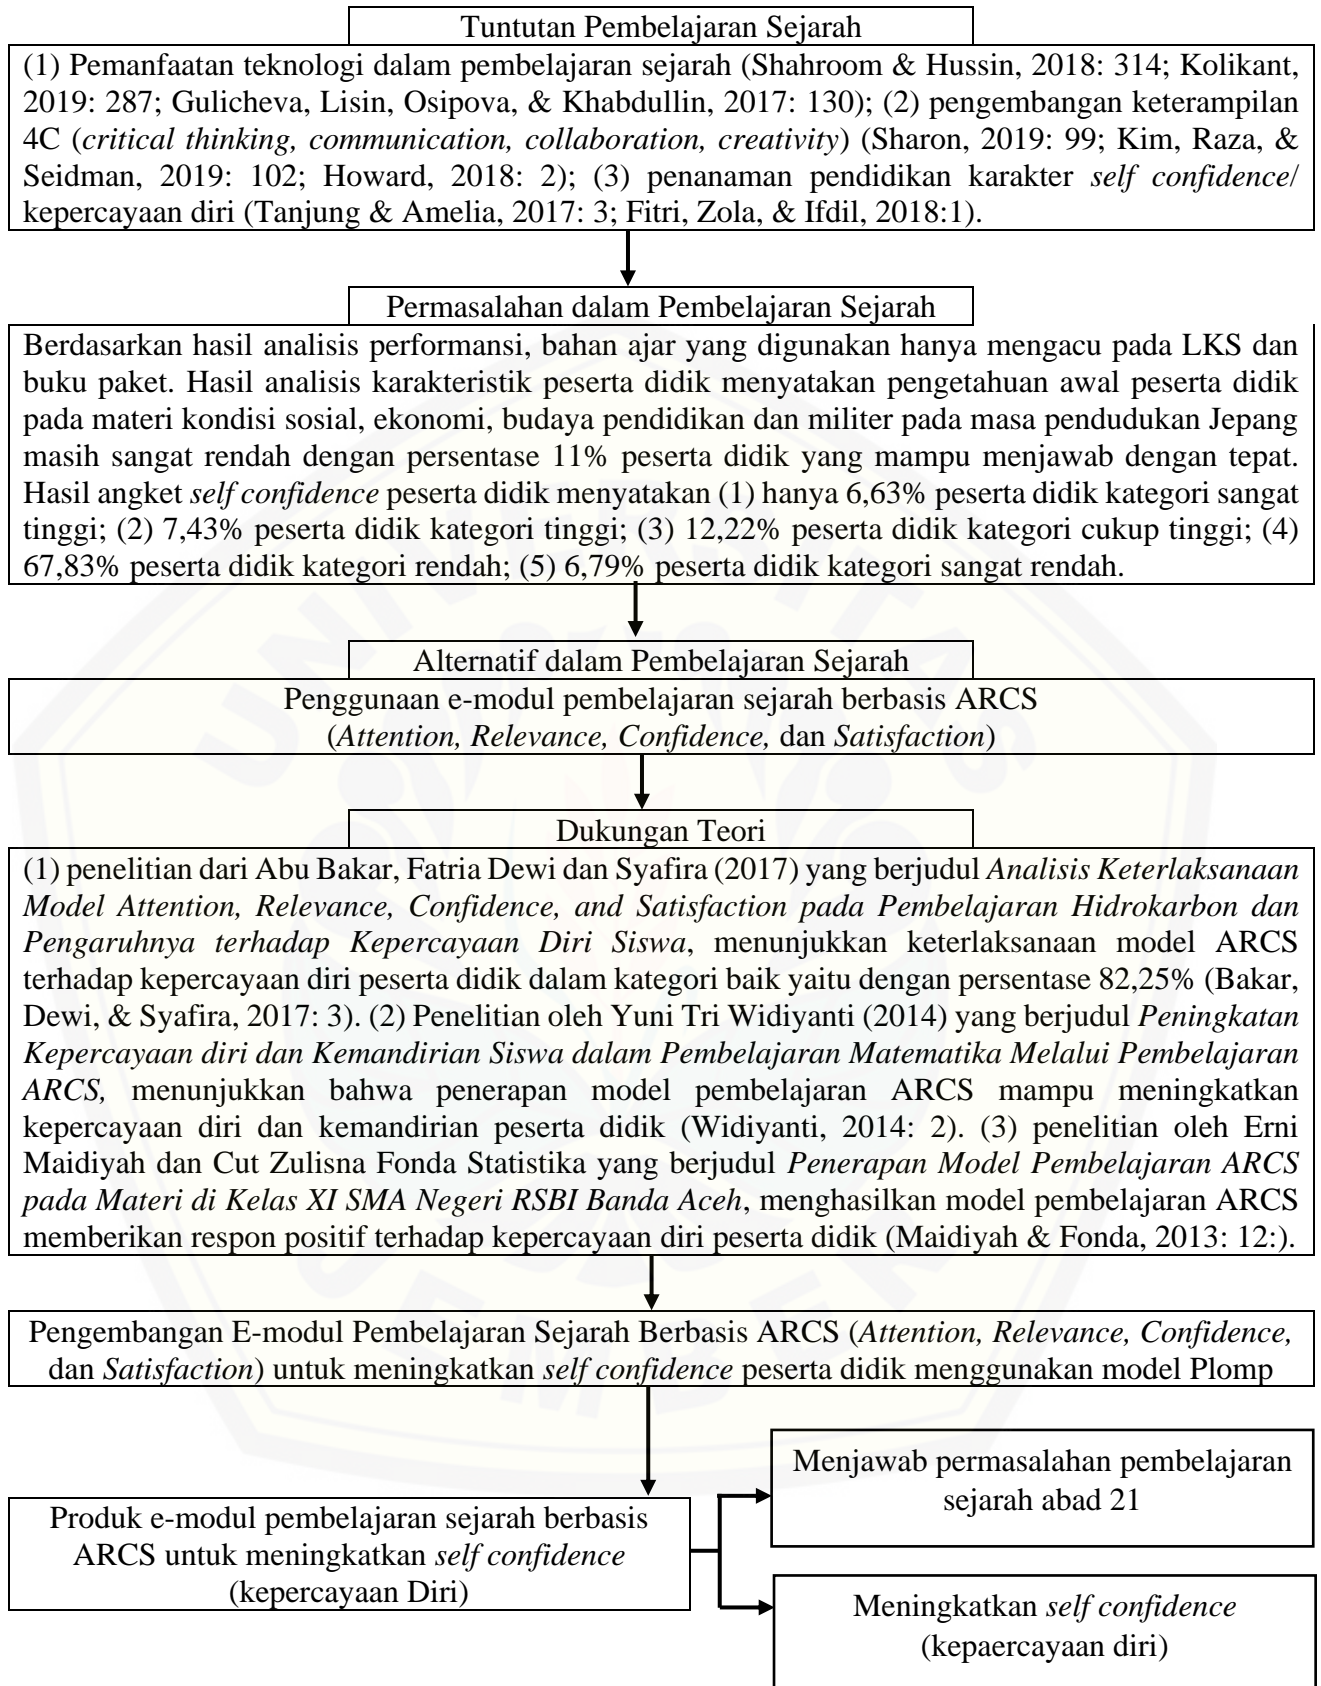 Tuntutan Pembelajaran Sejarah
(1) Pemanfaatan teknologi dalam pembelajaran sejarah (Shahroom & Hussin, 2018: 314; Kolikant,
2019: 287; Gulicheva, Lisin, Osipova, & Khabdullin, 2017: 130); (2) pengembangan keterampilan
4C (critical thinking, communication, collaboration, creativity) (Sharon, 2019: 99; Kim, Raza, &
Seidman, 2019: 102; Howard, 2018: 2); (3) penanaman pendidikan karakter self confidence/
kepercayaan diri (Tanjung & Amelia, 2017: 3; Fitri, Zola, & Ifdil, 2018:1).
Permasalahan dalam Pembelajaran Sejarah
Berdasarkan hasil analisis performansi, bahan ajar yang digunakan hanya mengacu pada LKS dan
buku paket. Hasil analisis karakteristik peserta didik menyatakan pengetahuan awal peserta didik
pada materi kondisi sosial, ekonomi, budaya pendidikan dan militer pada masa pendudukan Jepang
masih sangat rendah dengan persentase 11% peserta didik yang mampu menjawab dengan tepat.
Hasil angket self confidence peserta didik menyatakan (1) hanya 6,63% peserta didik kategori sangat
tinggi; (2) 7,43% peserta didik kategori tinggi; (3) 12,22% peserta didik kategori cukup tinggi; (4)
67,83% peserta didik kategori rendah; (5) 6,79% peserta didik kategori sangat rendah.
Alternatif dalam Pembelajaran Sejarah
Penggunaan e-modul pembelajaran sejarah berbasis ARCS
(Attention, Relevance, Confidence, dan Satisfaction)
Dukungan Teori
(1) penelitian dari Abu Bakar, Fatria Dewi dan Syafira (2017) yang berjudul Analisis Keterlaksanaan
Model Attention, Relevance, Confidence, and Satisfaction pada Pembelajaran Hidrokarbon dan
Pengaruhnya terhadap Kepercayaan Diri Siswa, menunjukkan keterlaksanaan model ARCS
terhadap kepercayaan diri peserta didik dalam kategori baik yaitu dengan persentase 82,25% (Bakar,
Dewi, & Syafira, 2017: 3). (2) Penelitian oleh Yuni Tri Widiyanti (2014) yang berjudul Peningkatan
Kepercayaan diri dan Kemandirian Siswa dalam Pembelajaran Matematika Melalui Pembelajaran
ARCS, menunjukkan bahwa penerapan model pembelajaran ARCS mampu meningkatkan
kepercayaan diri dan kemandirian peserta didik (Widiyanti, 2014: 2). (3) penelitian oleh Erni
Maidiyah dan Cut Zulisna Fonda Statistika yang berjudul Penerapan Model Pembelajaran ARCS
pada Materi di Kelas XI SMA Negeri RSBI Banda Aceh, menghasilkan model pembelajaran ARCS
memberikan respon positif terhadap kepercayaan diri peserta didik (Maidiyah & Fonda, 2013: 12:).
Pengembangan E-modul Pembelajaran Sejarah Berbasis ARCS (Attention, Relevance, Confidence,
dan Satisfaction) untuk meningkatkan self confidence peserta didik menggunakan model Plomp
Menjawab permasalahan pembelajaran
sejarah abad 21
Produk e-modul pembelajaran sejarah berbasis
ARCS untuk meningkatkan self confidence
(kepercayaan Diri)
Meningkatkan self confidence
(kepaercayaan diri)
UNIVERSITAS
JEMBER